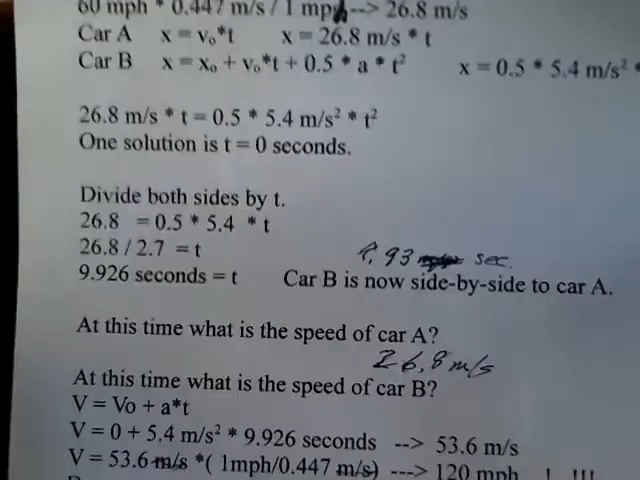 60 mph * 0.447 m/s / 1 mph --> 26.8 m/s
Car A x = vₒ*t x = 26.8 m/s * t
Car B x = xₒ + vₒ*t + 0.5 * a * t² x = 0.5 * 5.4 m/s² *
26.8 m/s * t = 0.5 * 5.4 m/s² * t²
One solution is t = 0 seconds.
Divide both sides by t.
26.8 = 0.5 * 5.4 * t
26.8 / 2.7 = t
9.93 sec.
9.926 seconds = t Car B is now side-by-side to car A.
At this time what is the speed of car A?
26.8 m/s
At this time what is the speed of car B?
V = Vo + a*t
V = 0 + 5.4 m/s² * 9.926 seconds --> 53.6 m/s
V = 53.6 m/s *( 1mph/0.447 m/s) ---> 120 mph ! !!!